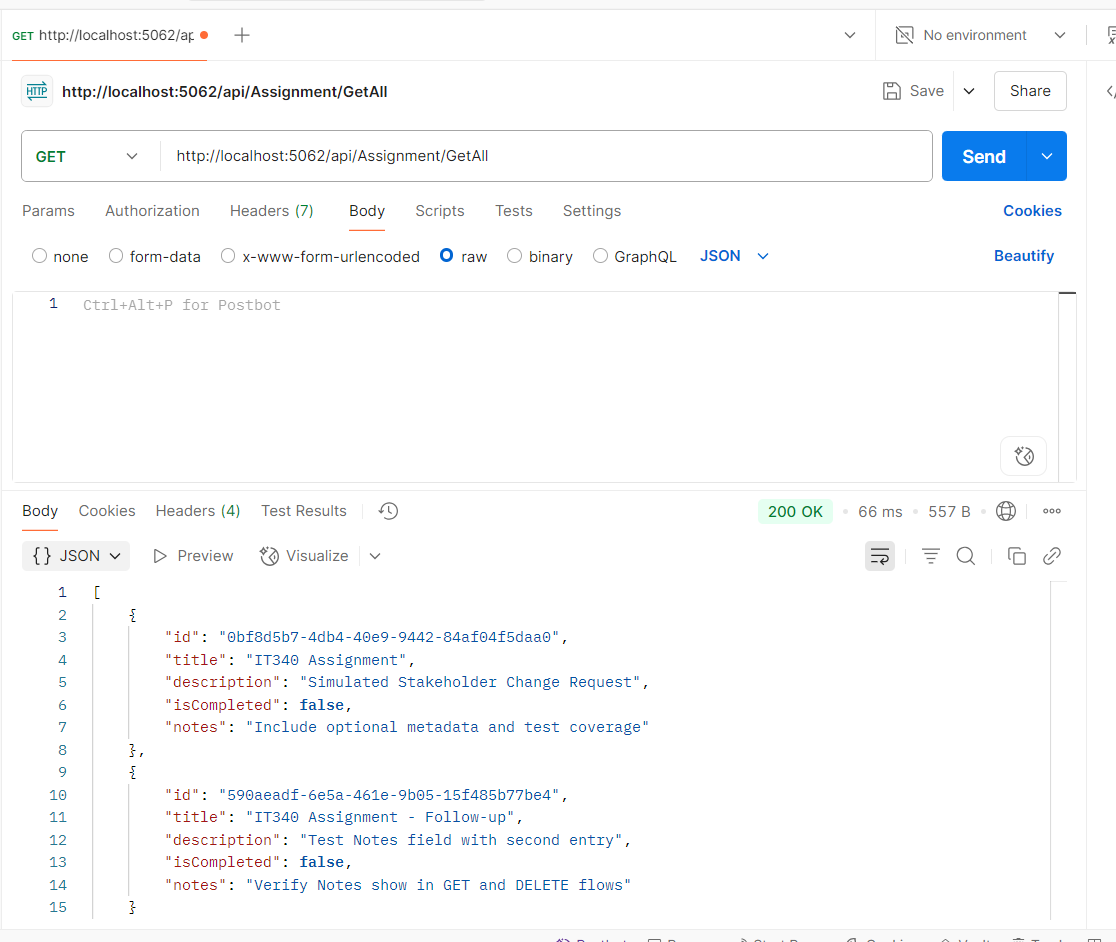 GET http://localhost:5062/ap
No environment
HTTP http://localhost:5062/api/Assignment/GetAll
Save
Share
GET http://localhost:5062/api/Assignment/GetAll
Send
Params Authorization Headers (7) Body Scripts Tests Settings Cookies
none form-data x-www-form-urlencoded raw binary GraphQL JSON Beautify
1 Ctrl+Alt+P for Postbot
Body Cookies Headers (4) Test Results 200 OK 66 ms 557 B
{} JSON Preview Visualize
1 [
2 {
3 "id": "0bf8d5b7-4db4-40e9-9442-84af04f5daa0",
4 "title": "IT340 Assignment",
5 "description": "Simulated Stakeholder Change Request",
6 "isCompleted": false,
7 "notes": "Include optional metadata and test coverage"
8 },
9 {
10 "id": "590aeadf-6e5a-461e-9b05-15f485b77be4",
11 "title": "IT340 Assignment - Follow-up",
12 "description": "Test Notes field with second entry",
13 "isCompleted": false,
14 "notes": "Verify Notes show in GET and DELETE flows"
15 }